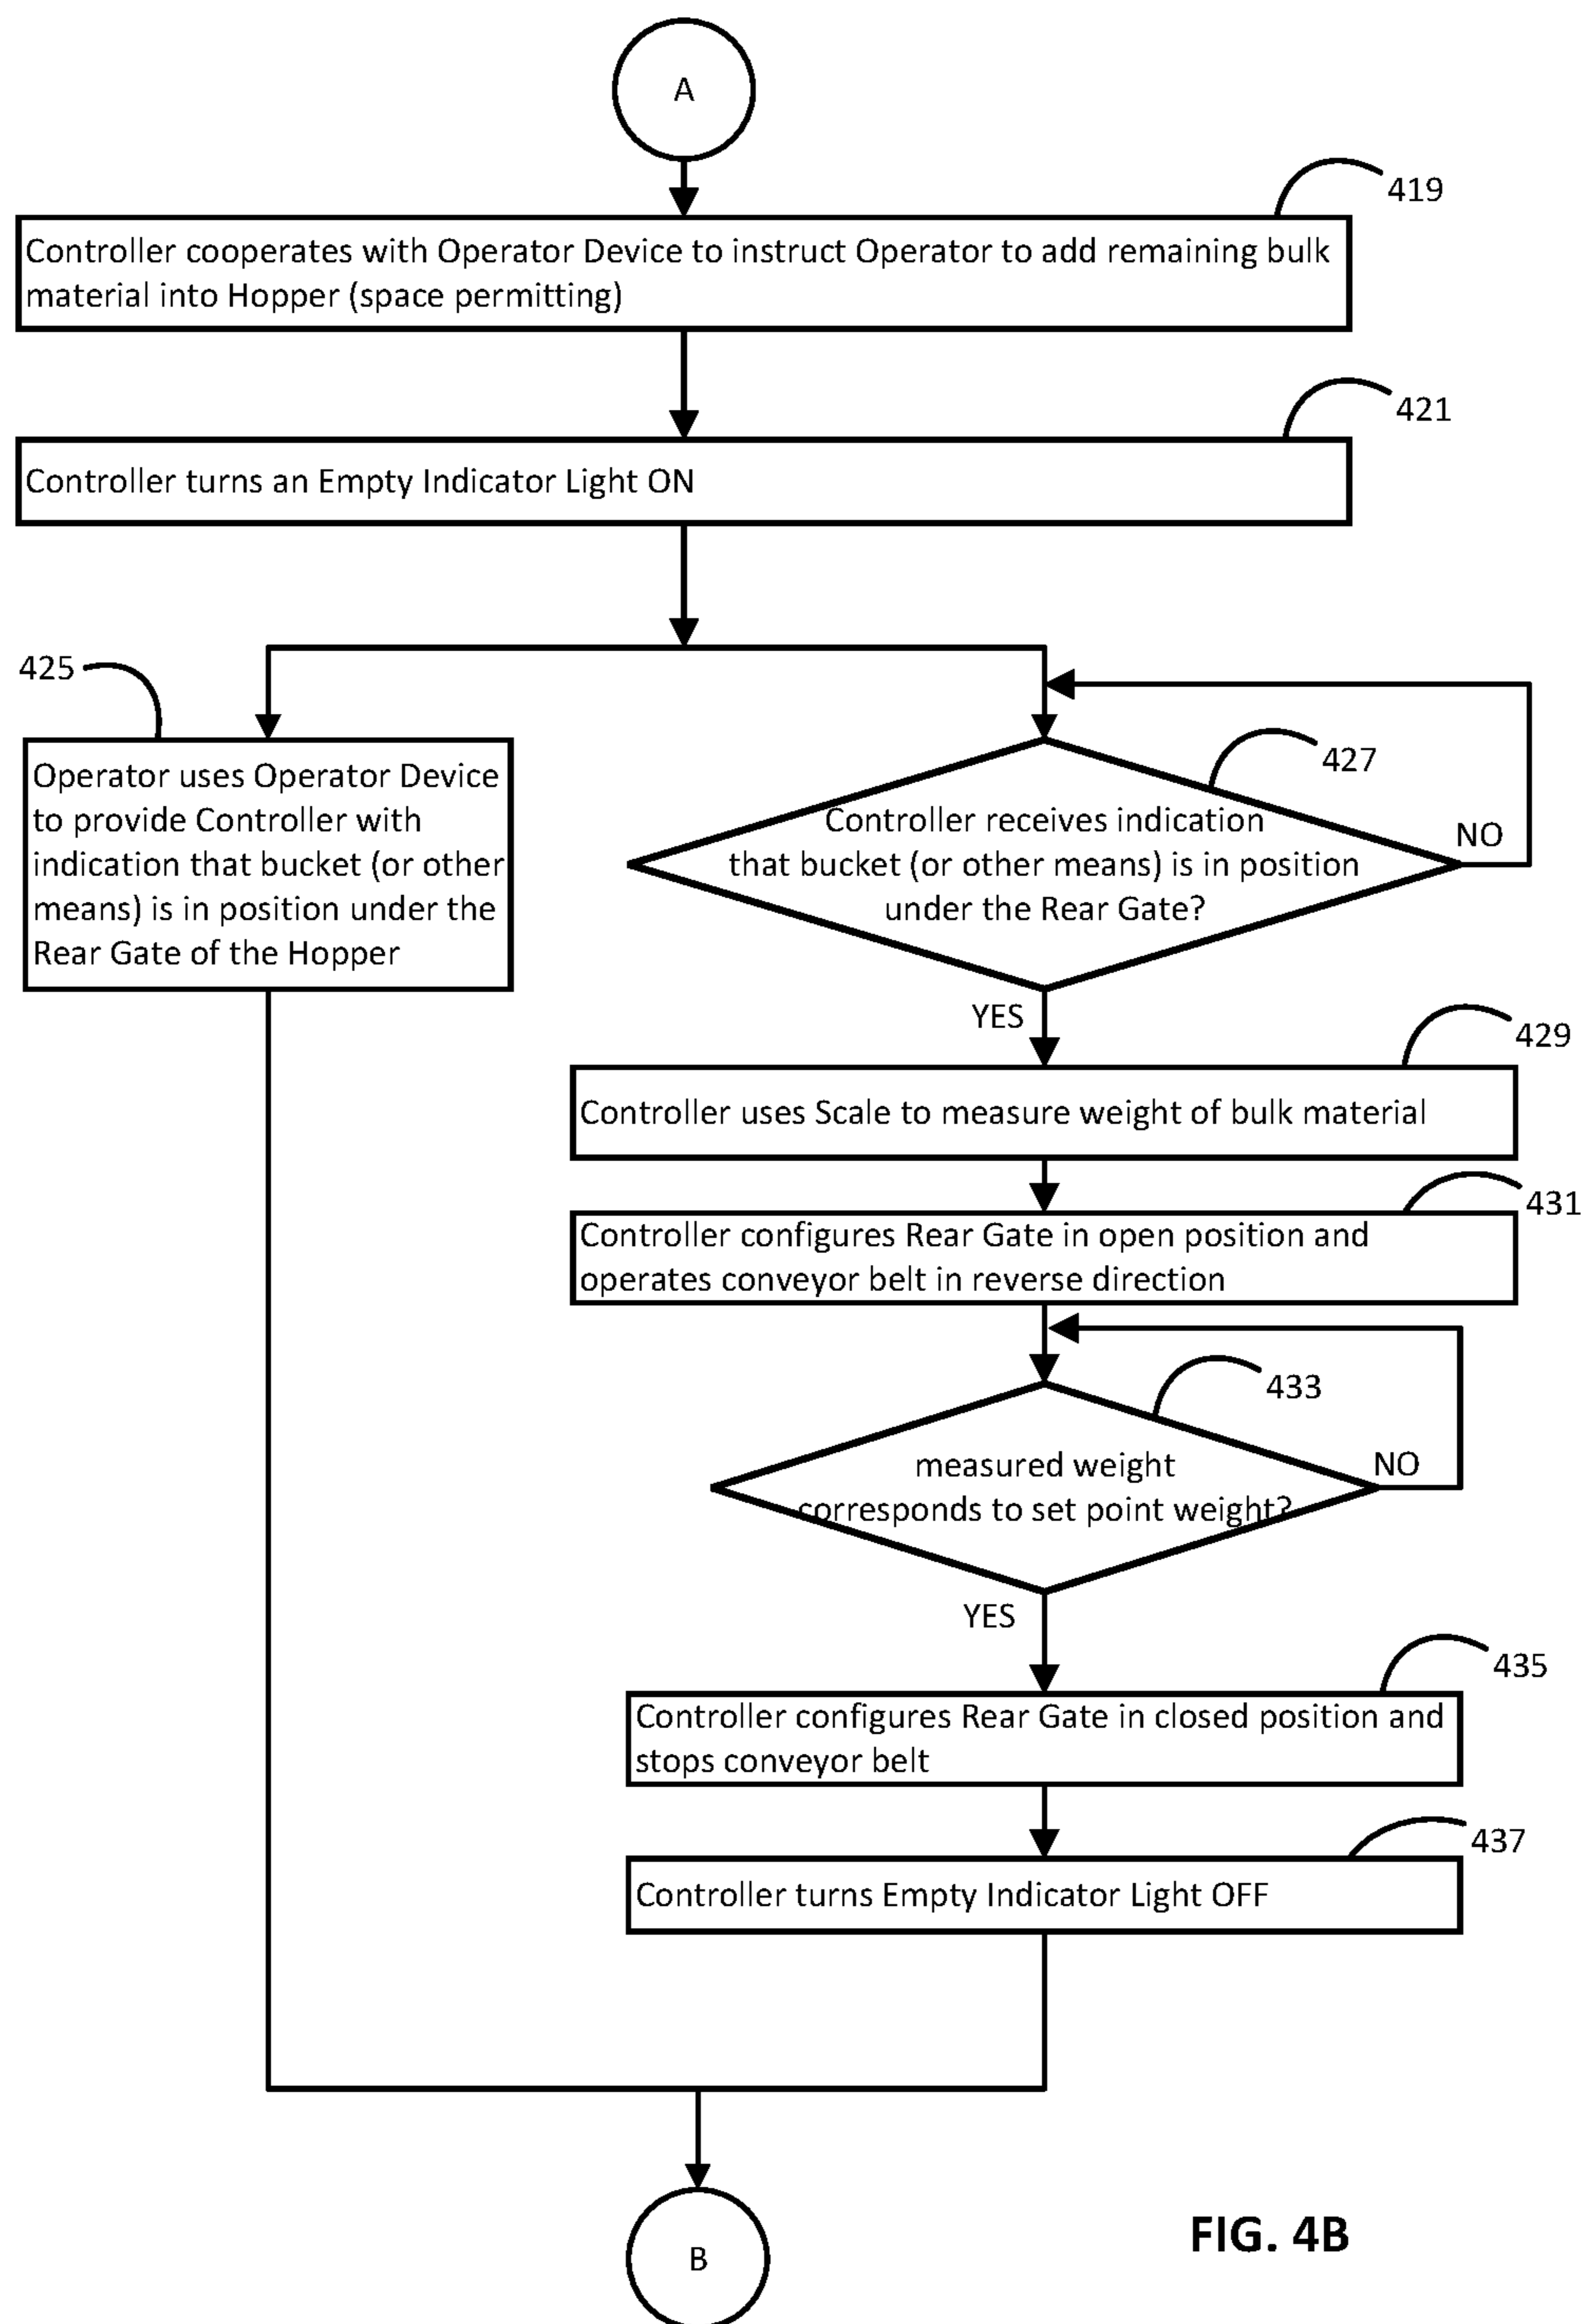 A
419
Controller cooperates with Operator Device to instruct Operator to add remaining bulk
material into Hopper (space permitting)
421
Controller turns an Empty Indicator Light ON
425
Operator uses Operator Device
to provide Controller with
indication that bucket (or other
means) is in position under the
Rear Gate of the Hopper
427
Controller receives indication
that bucket (or other means) is in position
under the Rear Gate?
NO
YES
429
Controller uses Scale to measure weight of bulk material
431
Controller configures Rear Gate in open position and
operates conveyor belt in reverse direction
433
measured weight
corresponds to set point weight?
NO
YES
435
Controller configures Rear Gate in closed position and
stops conveyor belt
437
Controller turns Empty Indicator Light OFF
B
FIG. 4B